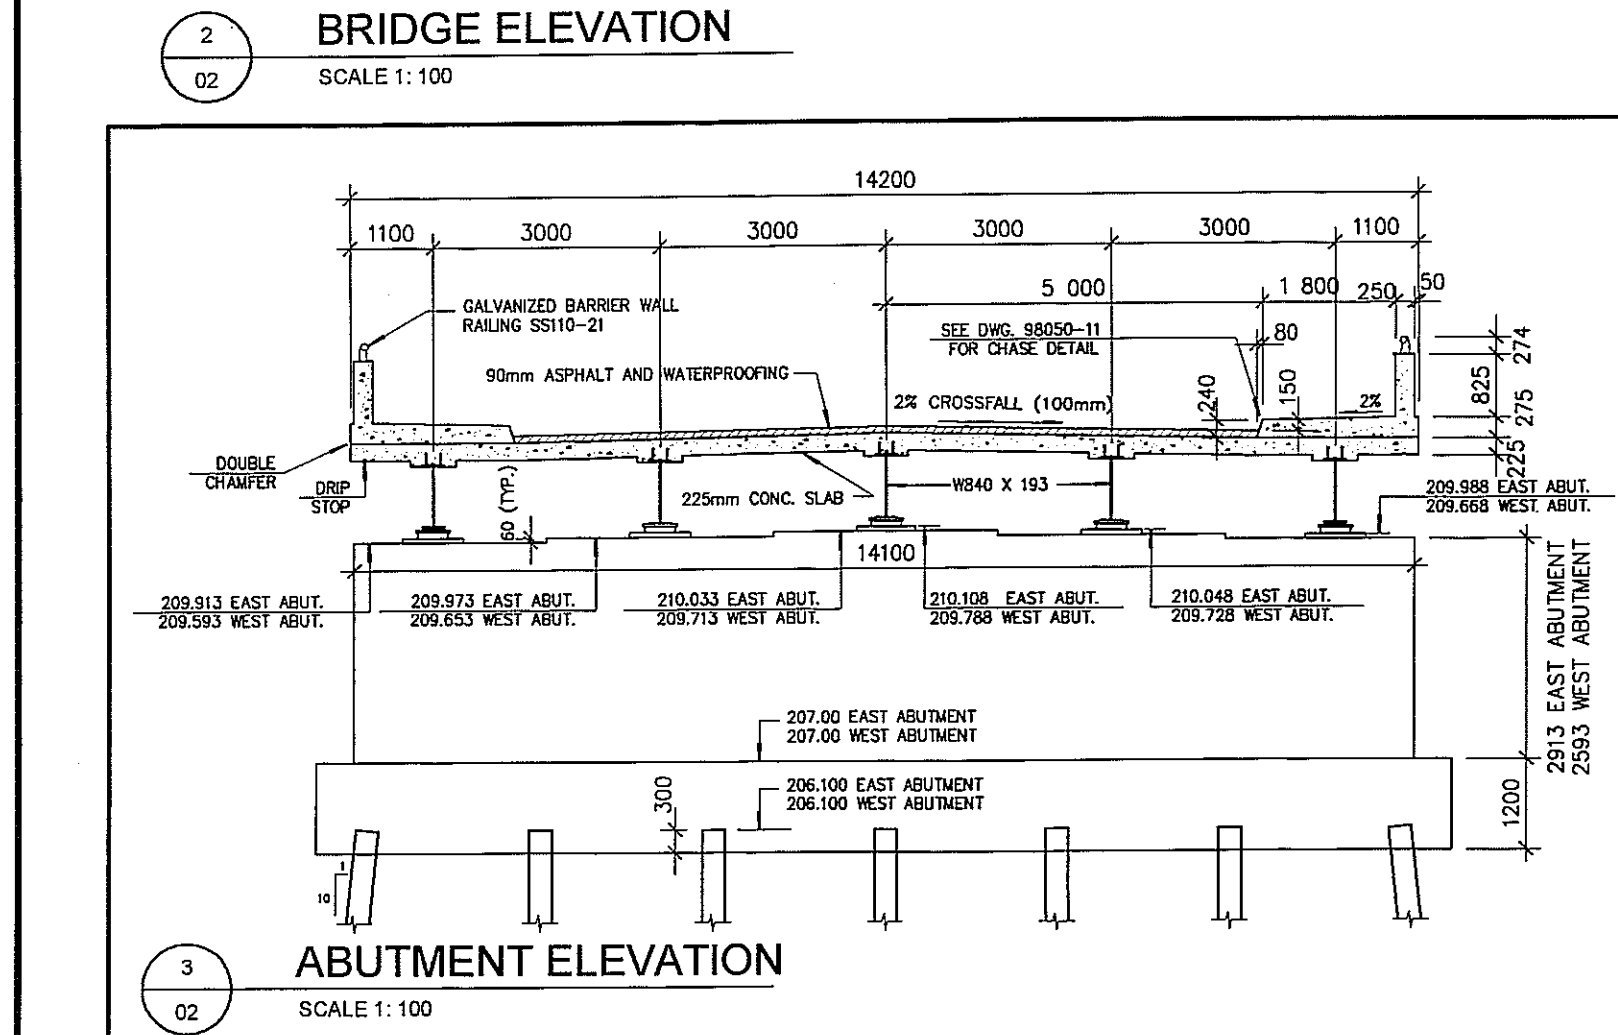 2
02
BRIDGE ELEVATION
SCALE 1: 100
14200
1100
3000
3000
3000
3000
1100
5 000
1 800
250
50
GALVANIZED BARRIER WALL
RAILING SS110-21
SEE DWG. 98050-11
FOR CHASE DETAIL
80
274
90mm ASPHALT AND WATERPROOFING
2% CROSSFALL (100mm)
240
150
2%
825
275
225
DOUBLE
CHAMFER
DRIP
STOP
60 (TYP.)
225mm CONC. SLAB
W840 X 193
209.988 EAST ABUT.
209.668 WEST ABUT.
14100
209.913 EAST ABUT.
209.593 WEST ABUT.
209.973 EAST ABUT.
209.653 WEST ABUT.
210.033 EAST ABUT.
209.713 WEST ABUT.
210.108 EAST ABUT.
209.788 WEST ABUT.
210.048 EAST ABUT.
209.728 WEST ABUT.
2913 EAST ABUTMENT
2593 WEST ABUTMENT
207.00 EAST ABUTMENT
207.00 WEST ABUTMENT
300
206.100 EAST ABUTMENT
206.100 WEST ABUTMENT
1200
1
10
3
02
ABUTMENT ELEVATION
SCALE 1: 100